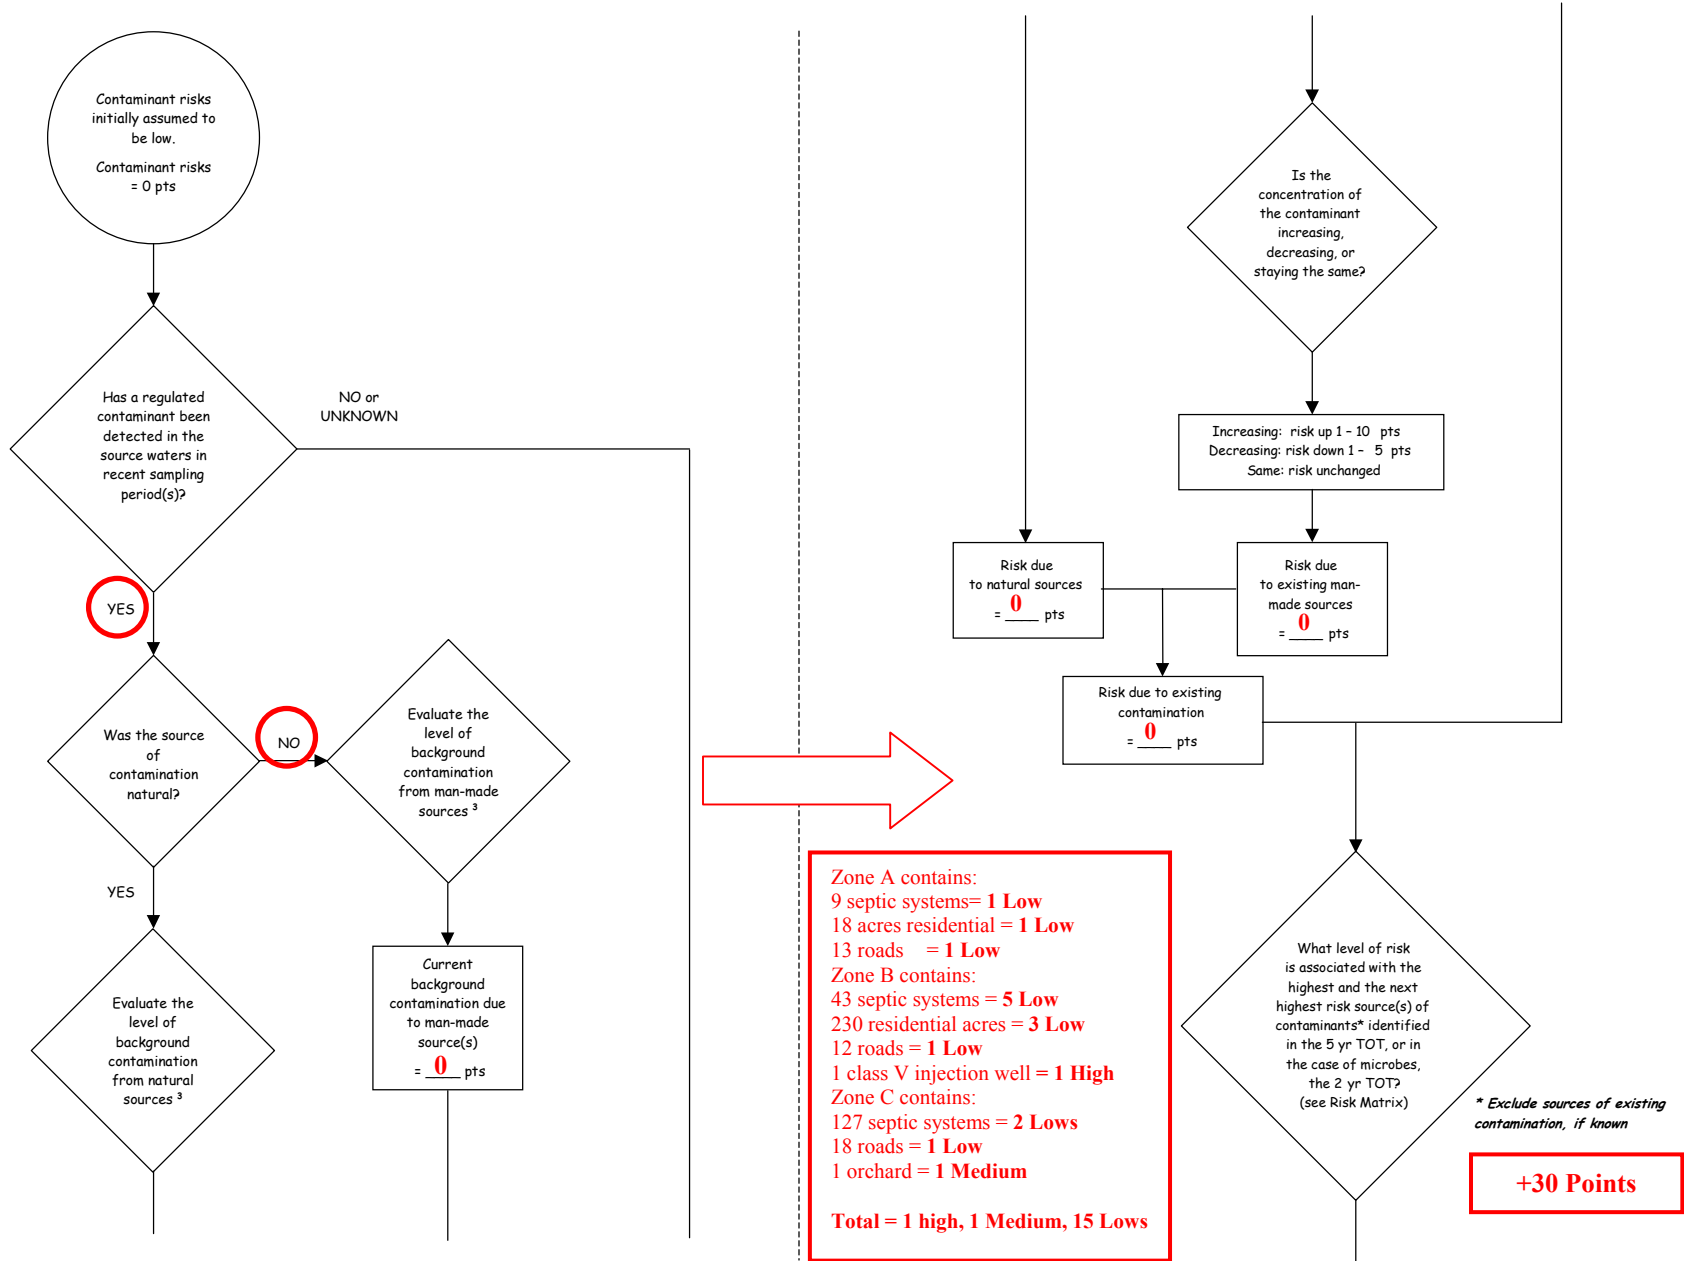 Contaminant risks
initially assumed to
be low.
Contaminant risks
= 0 pts
Has a regulated
contaminant been
detected in the
source waters in
recent sampling
period(s)?
NO or
UNKNOWN
YES
Was the source
of
contamination
natural?
NO
Evaluate the
level of
background
contamination
from man-made
sources ³
YES
Evaluate the
level of
background
contamination
from natural
sources ³
Current
background
contamination due
to man-made
source(s)
= 0 pts
Is the
concentration of
the contaminant
increasing,
decreasing, or
staying the same?
Increasing: risk up 1 – 10 pts
Decreasing: risk down 1 – 5 pts
Same: risk unchanged
Risk due
to natural sources
= 0 pts
Risk due
to existing man-
made sources
= 0 pts
Risk due to existing
contamination
= 0 pts
Zone A contains:
9 septic systems= 1 Low
18 acres residential = 1 Low
13 roads = 1 Low
Zone B contains:
43 septic systems = 5 Low
230 residential acres = 3 Low
12 roads = 1 Low
1 class V injection well = 1 High
Zone C contains:
127 septic systems = 2 Lows
18 roads = 1 Low
1 orchard = 1 Medium
Total = 1 high, 1 Medium, 15 Lows
What level of risk
is associated with the
highest and the next
highest risk source(s) of
contaminants* identified
in the 5 yr TOT, or in
the case of microbes,
the 2 yr TOT?
(see Risk Matrix)
* Exclude sources of existing
contamination, if known
+30 Points